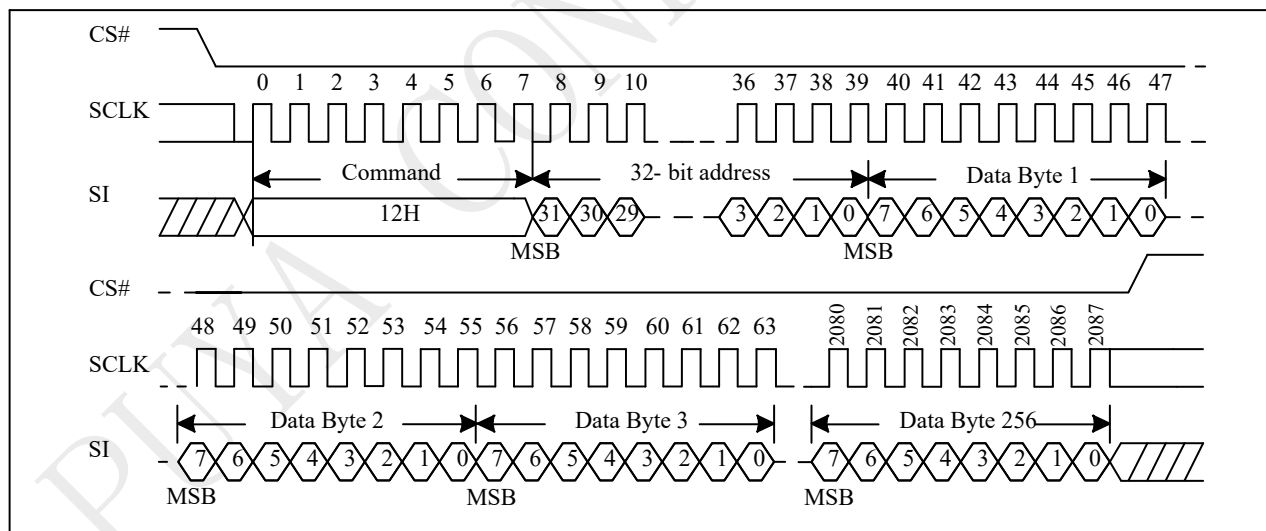 CS#
0 1 2 3 4 5 6 7 8 9 10 36 37 38 39 40 41 42 43 44 45 46 47
SCLK
Command 32- bit address Data Byte 1
SI
12H 31 30 29 3 2 1 0 7 6 5 4 3 2 1 0
MSB MSB
CS#
48 49 50 51 52 53 54 55 56 57 58 59 60 61 62 63 2080 2081 2082 2083 2084 2085 2086 2087
SCLK
Data Byte 2 Data Byte 3 Data Byte 256
SI
7 6 5 4 3 2 1 0 7 6 5 4 3 2 1 0 7 6 5 4 3 2 1 0
MSB MSB MSB
PUYA